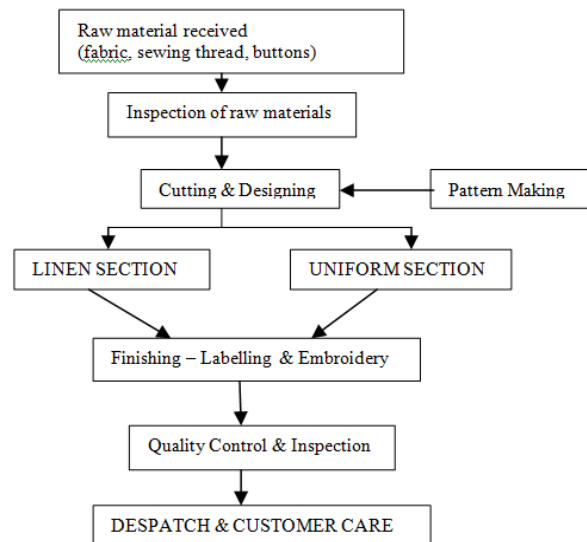 Raw material received
(fabric, sewing thread, buttons)
Inspection of raw materials
Cutting & Designing
Pattern Making
LINEN SECTION
UNIFORM SECTION
Finishing – Labelling & Embroidery
Quality Control & Inspection
DESPATCH & CUSTOMER CARE